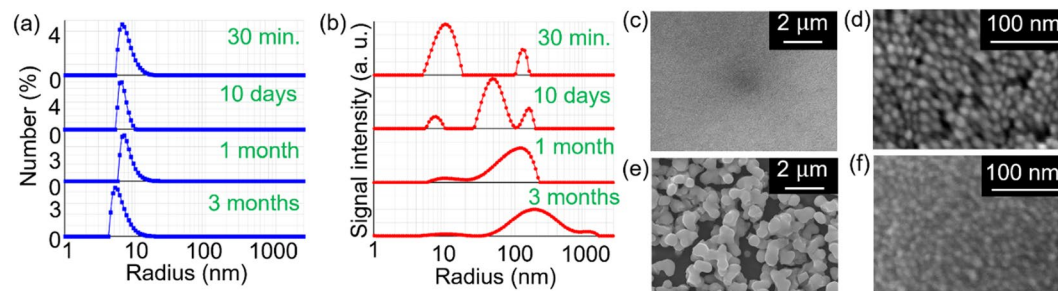 (a)
Number (%)
4
0
4
0
3
0
3
0
30 min.
10 days
1 month
3 months
1 10 100 1000
Radius (nm)
(b)
Signal intensity (a. u.)
30 min.
10 days
1 month
3 months
1 10 100 1000
Radius (nm)
(c)
2 μm
(d)
100 nm
(e)
2 μm
(f)
100 nm